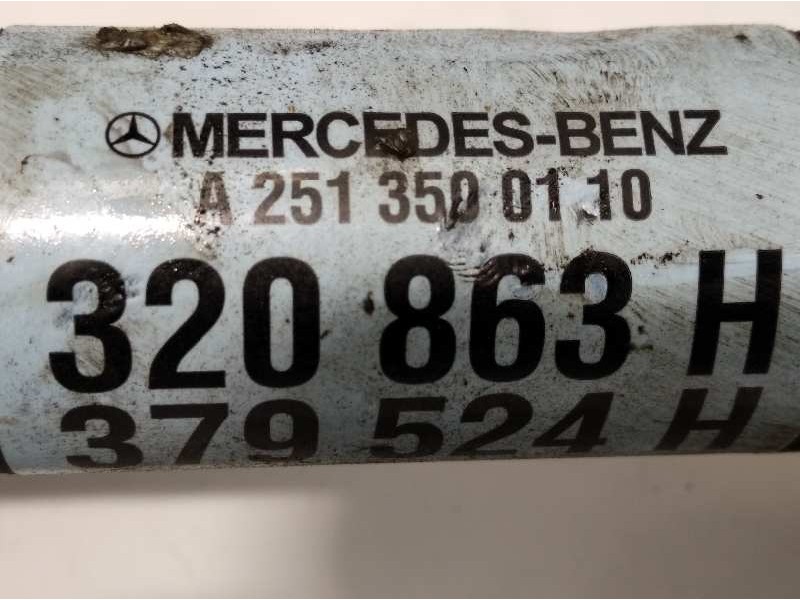 MERCEDES-BENZ
A 251 350 01 10
320 863 H
379 524 H